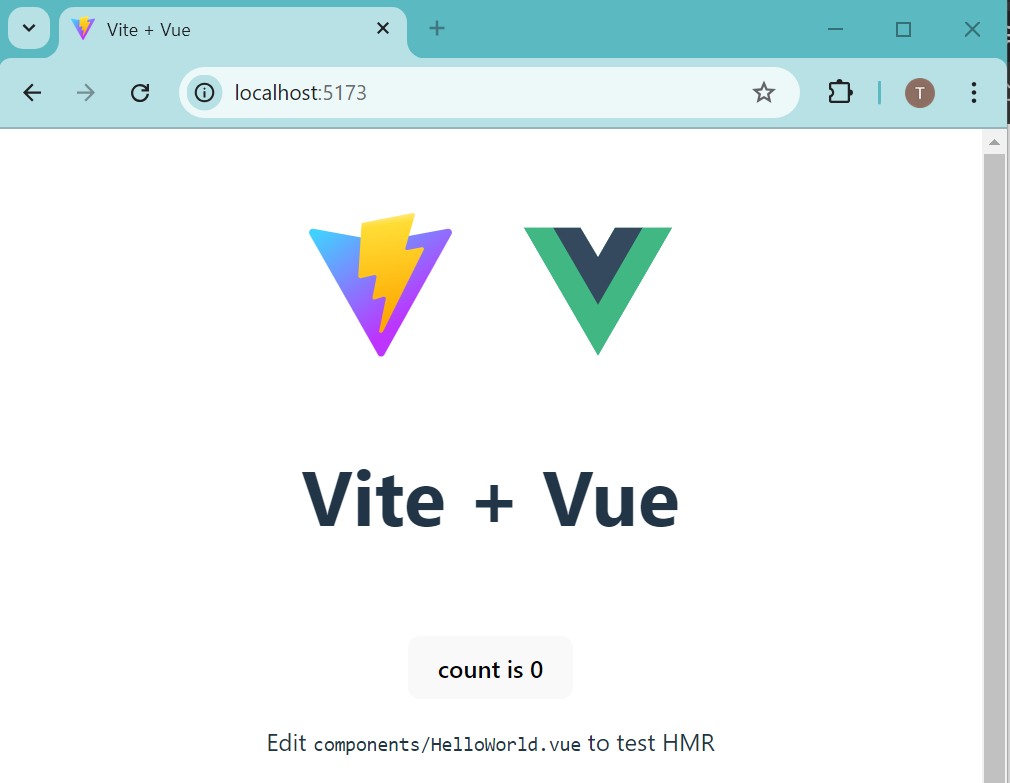 Vite + Vue
localhost:5173
T
Vite + Vue
count is 0
Edit components/HelloWorld.vue to test HMR